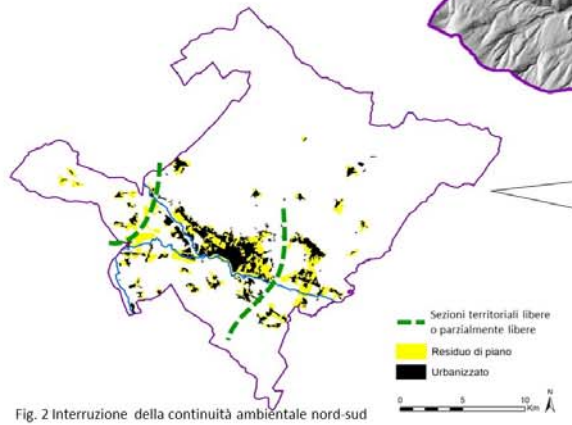 Sezioni territoriali libere
o parzialmente libere
Residuo di piano
Urbanizzato
N
0 5 10
Km
Fig. 2 Interruzione della continuità ambientale nord-sud